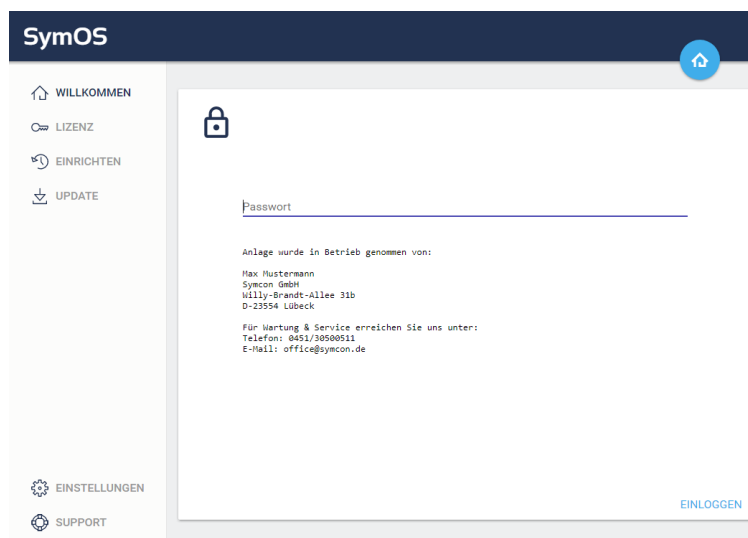 SymOS
WILLKOMMEN
LIZENZ
EINRICHTEN
UPDATE
EINSTELLUNGEN
SUPPORT
Passwort
Anlage wurde in Betrieb genommen von:
Max Mustermann
Symcon GmbH
Willy-Brandt-Allee 31b
D-23554 Lübeck
Für Wartung & Service erreichen Sie uns unter:
Telefon: 0451/30500511
E-Mail: office@symcon.de
EINLOGGEN